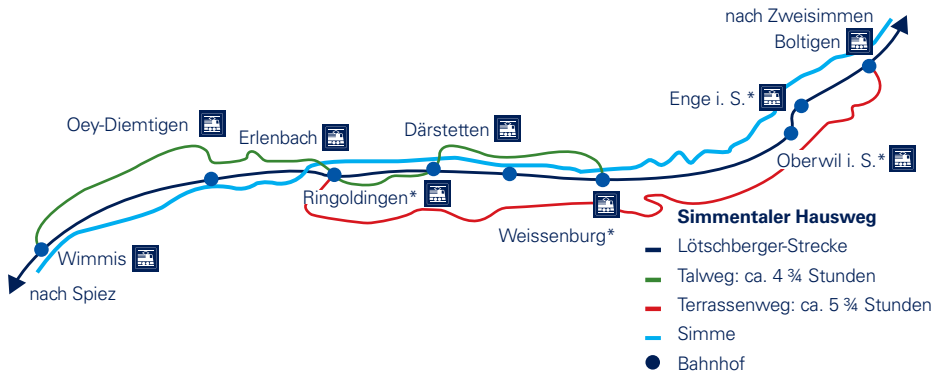 nach Zweisimmen
Boltigen
Enge i. S.*
Oey-Diemtigen
Erlenbach
Därstetten
Oberwil i. S.*
Ringoldingen*
Weissenburg*
Wimmis
nach Spiez
Simmentaler Hausweg
Lötschberger-Strecke
Talweg: ca. 4 ¾ Stunden
Terrassenweg: ca. 5 ¾ Stunden
Simme
Bahnhof